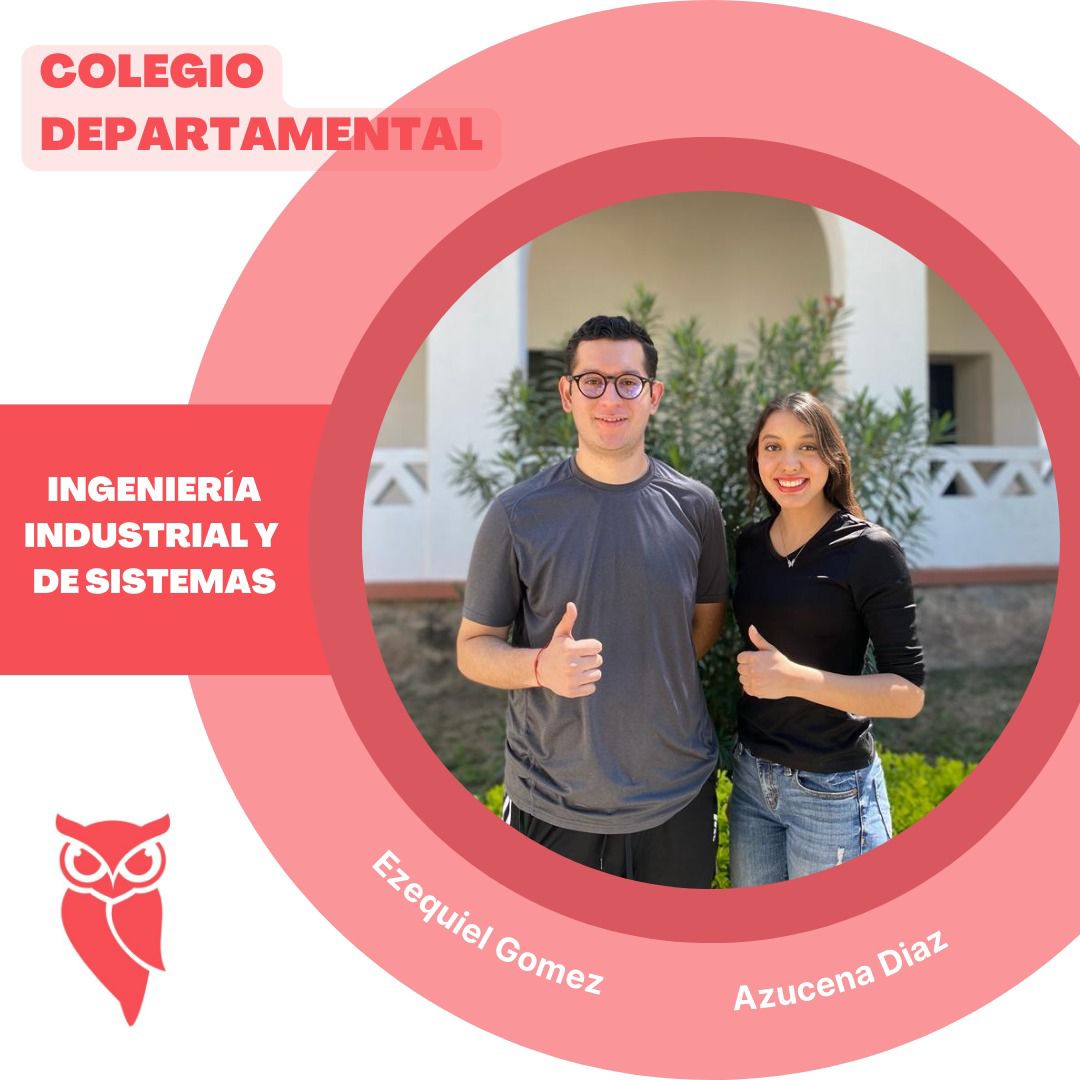 COLEGIO
DEPARTAMENTAL
INGENIERÍA
INDUSTRIAL Y
DE SISTEMAS
Ezequiel Gomez
Azucena Diaz